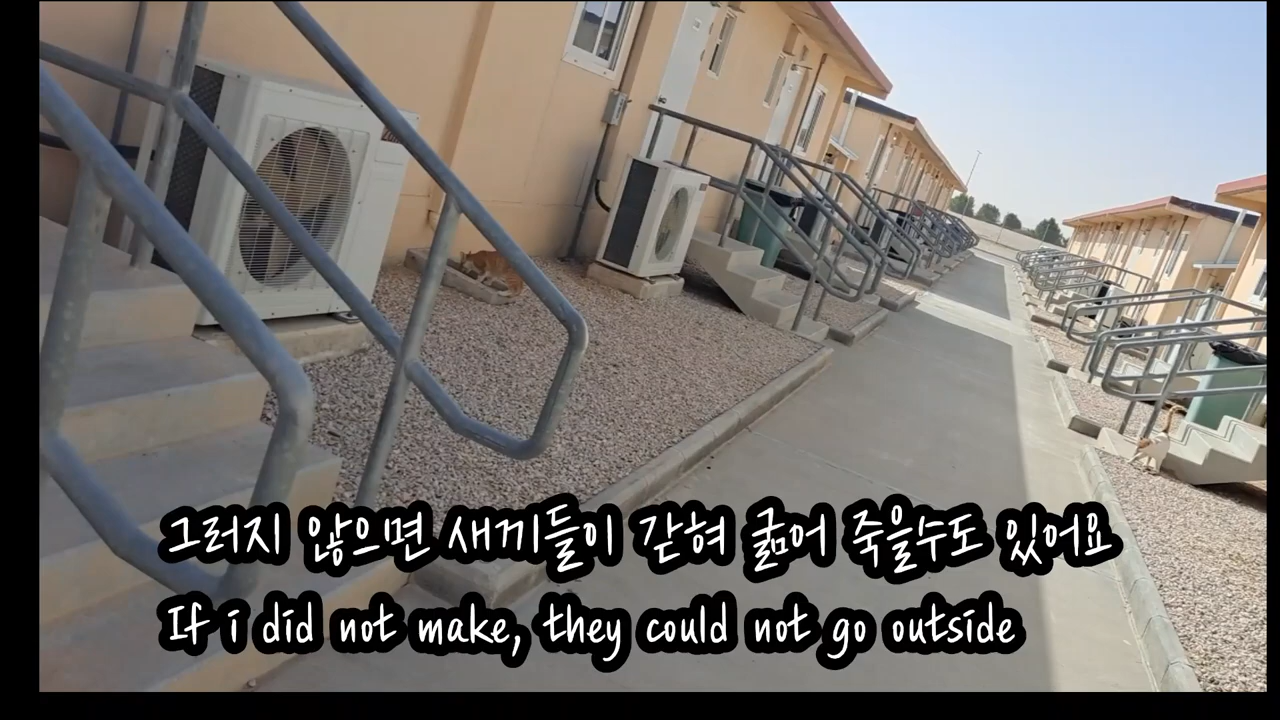 그러지 않으면 새끼들이 갇혀 굶어 죽을수도 있어요
If i did not make, they could not go outside